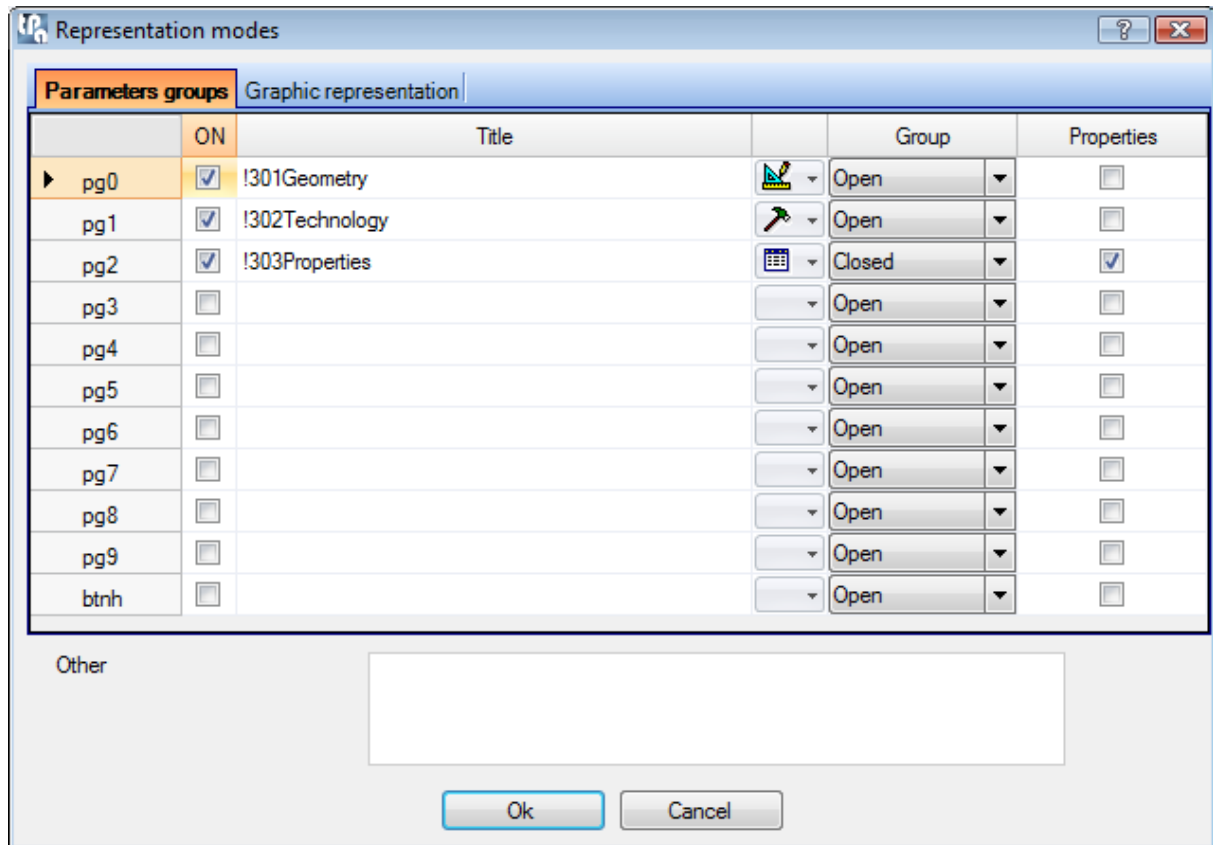 Representation modes
Parameters groups Graphic representation
ON Title Group Properties
pg0 !301Geometry Open
pg1 !302Technology Open
pg2 !303Properties Closed
pg3 Open
pg4 Open
pg5 Open
pg6 Open
pg7 Open
pg8 Open
pg9 Open
btnh Open
Other
Ok Cancel